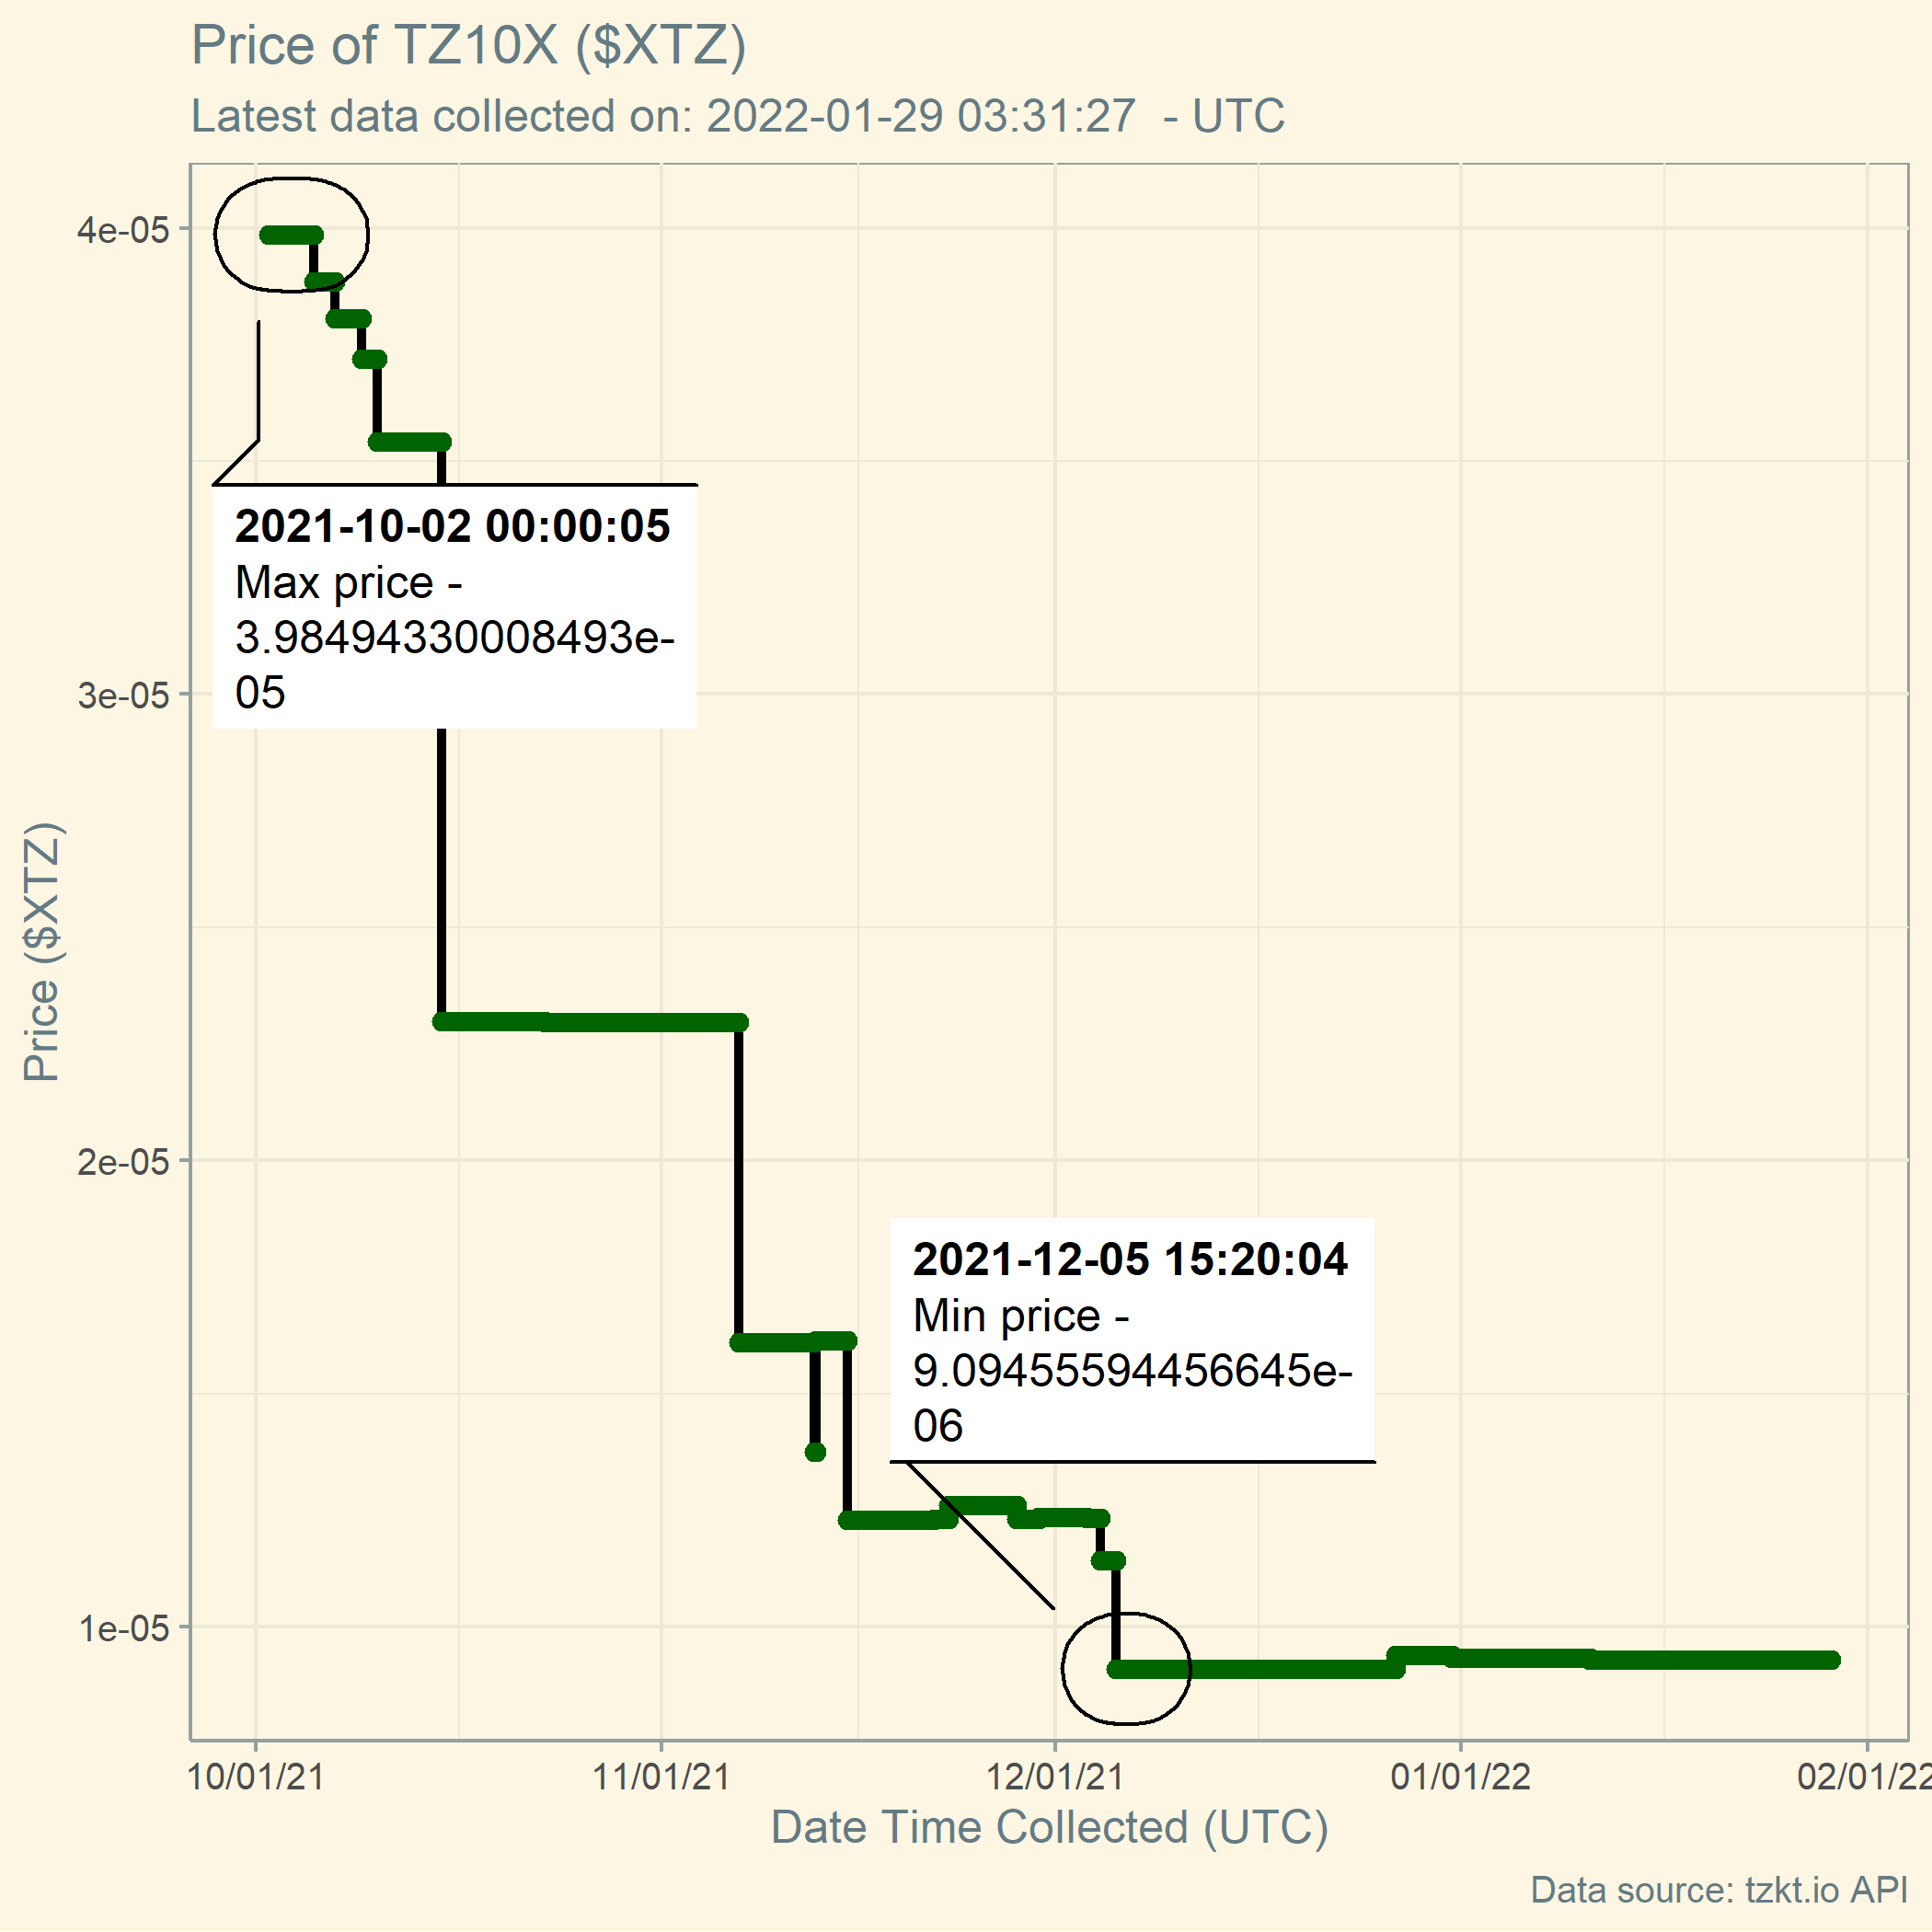 Price of TZ10X ($XTZ)
Latest data collected on: 2022-01-29 03:31:27  - UTC
4e-05
3e-05
2e-05
1e-05
Price ($XTZ)
2021-10-02 00:00:05
Max price -
3.98494330008493e-
05
2021-12-05 15:20:04
Min price -
9.09455594456645e-
06
10/01/21
11/01/21
12/01/21
01/01/22
02/01/22
Date Time Collected (UTC)
Data source: tzkt.io API